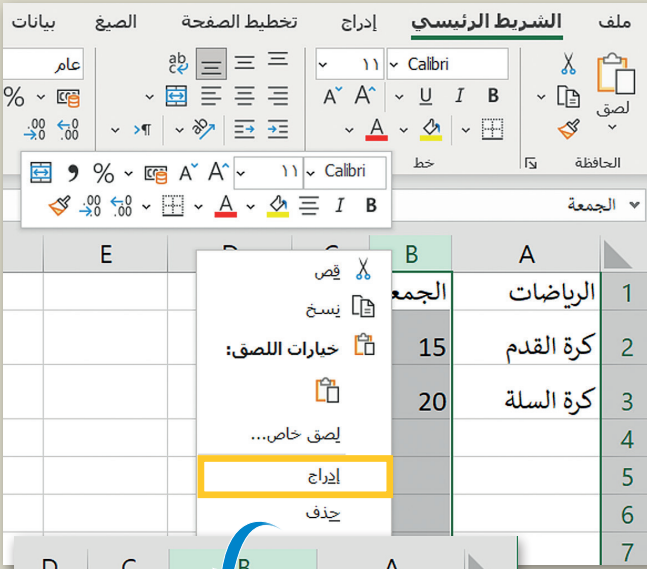 ملف الشريط الرئيسي إدراج تخطيط الصفحة الصيغ بيانات
لصق
Calibri ١١
عام
B I U
الحافظة
خط
Calibri ١١
B I
الجمعة
A B C D E
1 الرياضات الجمع
2 كرة القدم 15
3 كرة السلة 20
4
5
6
7
قص
نسخ
خيارات اللصق:
لصق خاص...
إدراج
حذف
A B C D